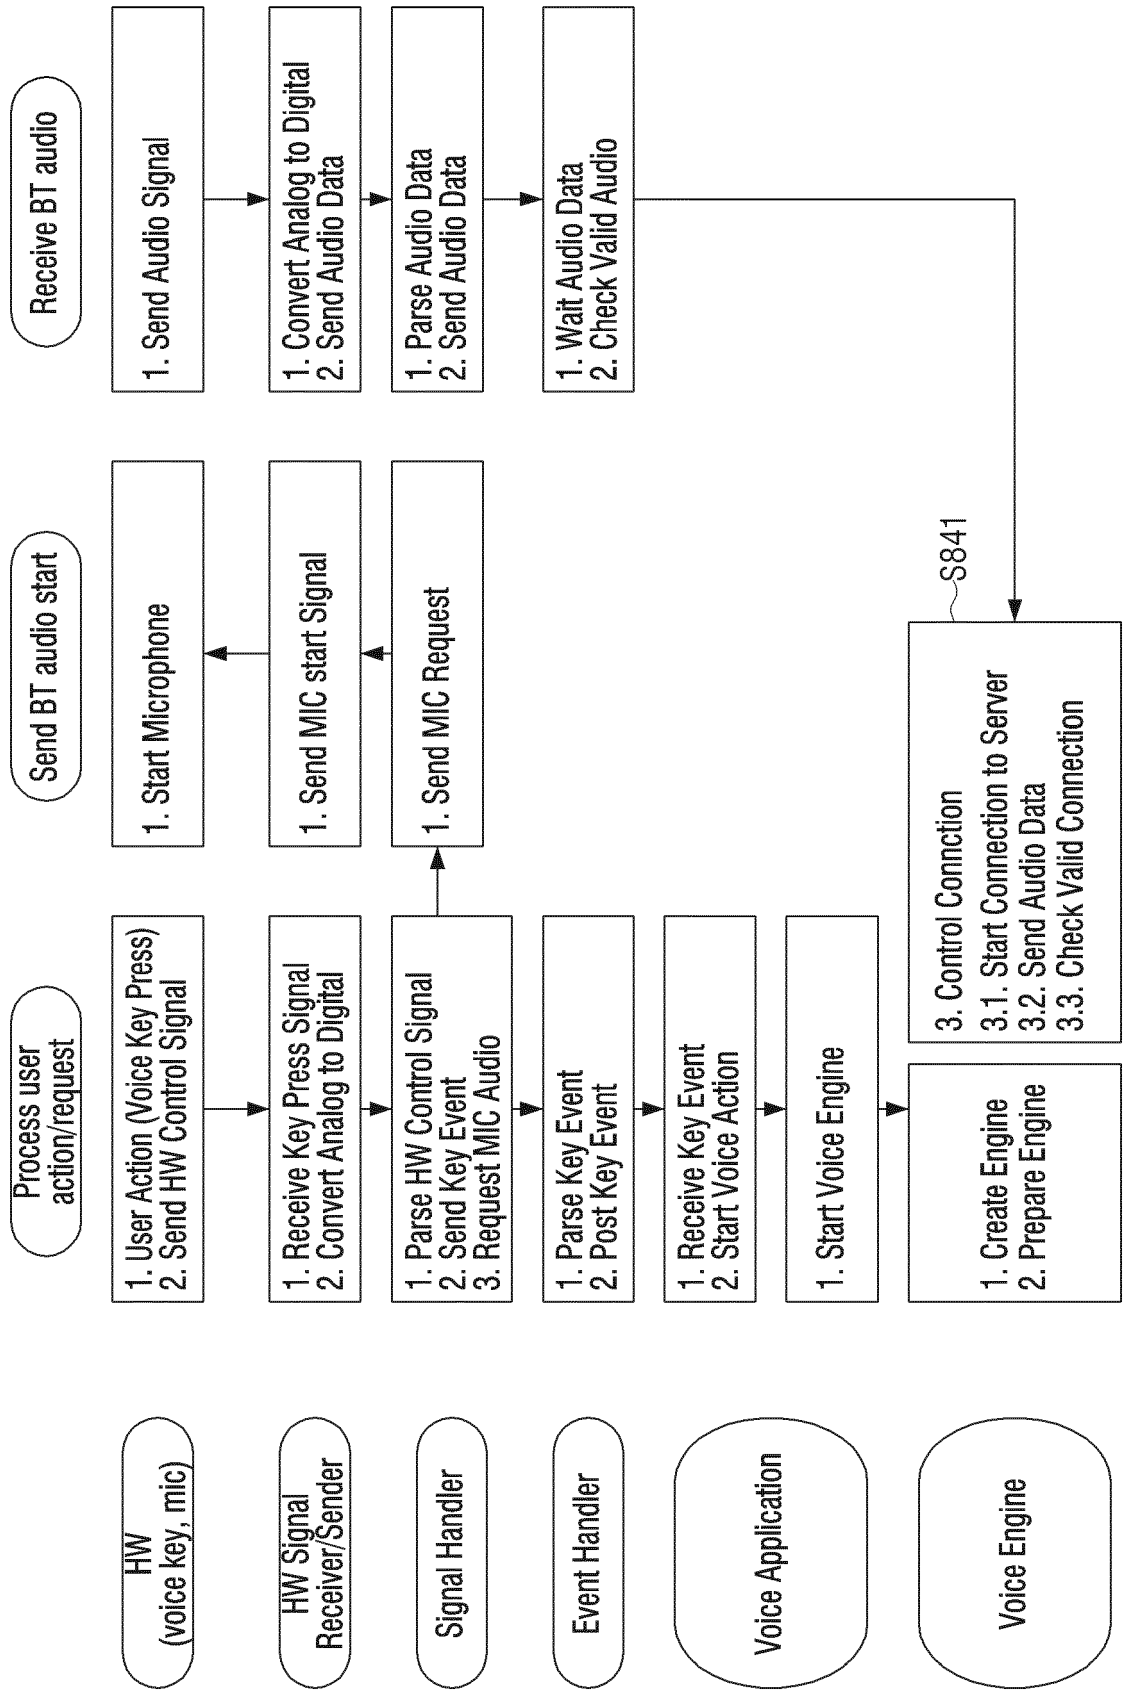 Process user
action/request
Send BT audio start
Receive BT audio
HW
(voice key, mic)
1. User Action (Voice Key Press)
2. Send HW Control Signal
1. Start Microphone
1. Send Audio Signal
HW Signal
Receiver/Sender
1. Receive Key Press Signal
2. Convert Analog to Digital
1. Send MIC start Signal
1. Convert Analog to Digital
2. Send Audio Data
Signal Handler
1. Parse HW Control Signal
2. Send Key Event
3. Request MIC Audio
1. Send MIC Request
1. Parse Audio Data
2. Send Audio Data
Event Handler
1. Parse Key Event
2. Post Key Event
1. Wait Audio Data
2. Check Valid Audio
Voice Application
1. Receive Key Event
2. Start Voice Action
1. Start Voice Engine
Voice Engine
1. Create Engine
2. Prepare Engine
3. Control Connction
3.1. Start Connection to Server
3.2. Send Audio Data
3.3. Check Valid Connection
S841